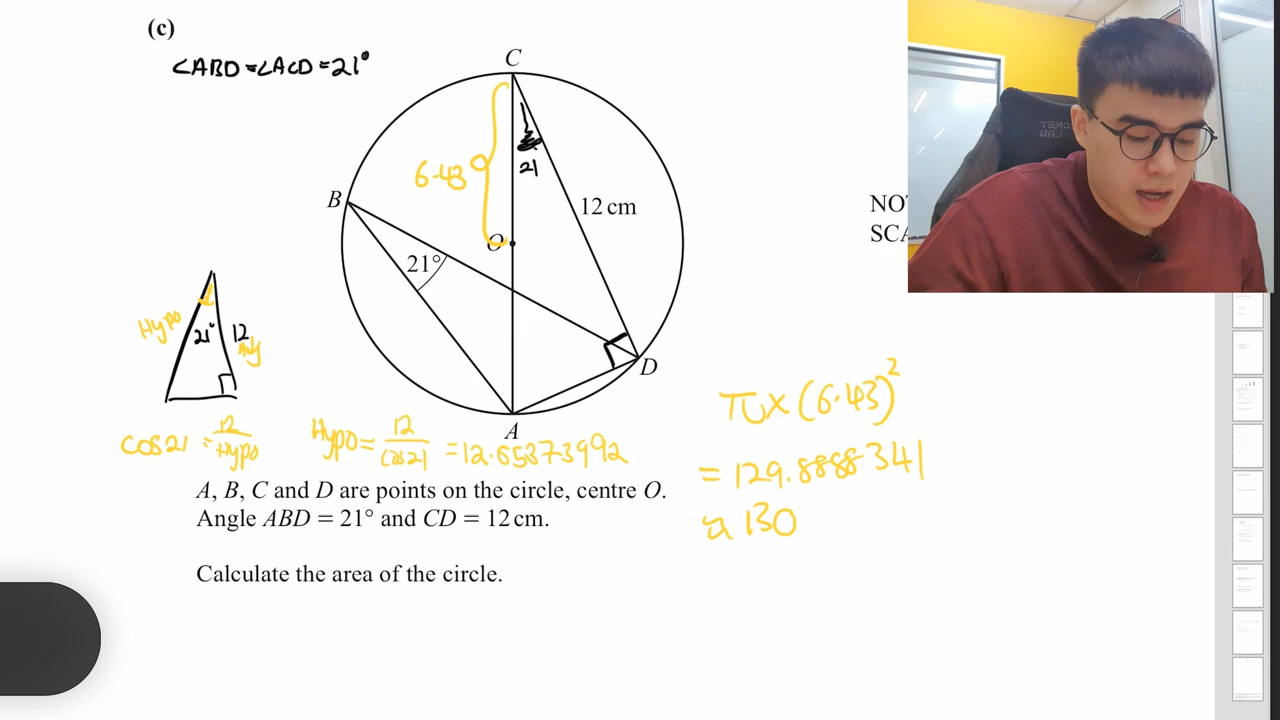 (c)
∠ABD=∠ACD=21°
C
6.43
21
B
12 cm
O
21°
NO
SCA
Hypo
21°
12
Adj
D
A
cos21 = 12/Hypo
Hypo = 12/cos21 = 12.85373992
π×(6.43)²
= 129.8888341
≈ 130
A, B, C and D are points on the circle, centre O.
Angle ABD = 21° and CD = 12 cm.
Calculate the area of the circle.